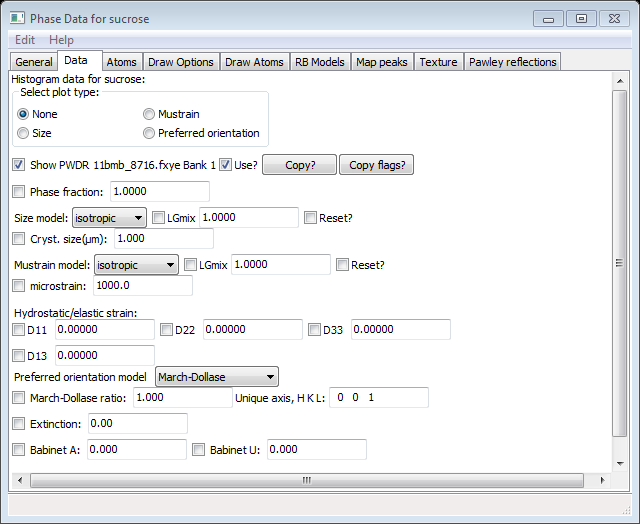 Phase Data for sucrose
Edit Help
General Data Atoms Draw Options Draw Atoms RB Models Map peaks Texture Pawley reflections
Histogram data for sucrose:
Select plot type:
None Mustrain
Size Preferred orientation
Show PWDR 11bmb_8716.fxye Bank 1 Use? Copy? Copy flags?
Phase fraction: 1.0000
Size model: isotropic LGmix 1.0000 Reset?
Cryst. size(µm): 1.000
Mustrain model: isotropic LGmix 1.0000 Reset?
microstrain: 1000.0
Hydrostatic/elastic strain:
D11 0.00000 D22 0.00000 D33 0.00000
D13 0.00000
Preferred orientation model March-Dollase
March-Dollase ratio: 1.000 Unique axis, H K L: 0 0 1
Extinction: 0.00
Babinet A: 0.000 Babinet U: 0.000